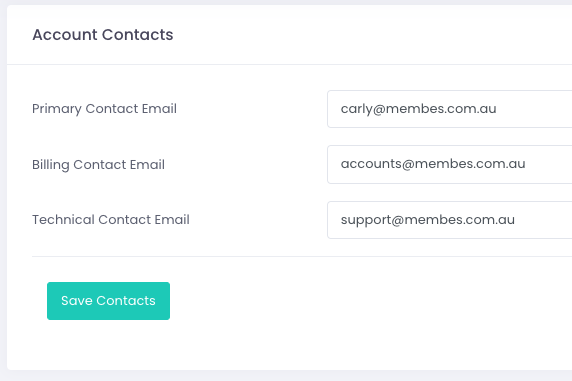 Account Contacts
Primary Contact Email
carly@membes.com.au
Billing Contact Email
accounts@membes.com.au
Technical Contact Email
support@membes.com.au
Save Contacts